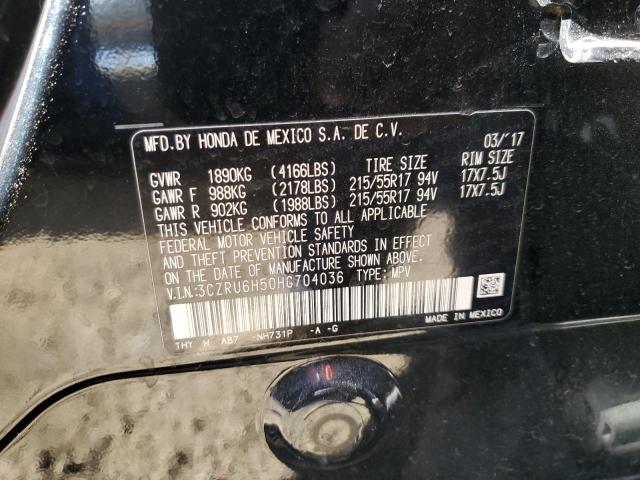 MFD.BY HONDA DE MEXICO S.A. DE C.V. 03/'17
GVWR 1890KG (4166LBS) TIRE SIZE RIM SIZE
GAWR F 988KG (2178LBS) 215/55R17 94V 17X7.5J
GAWR R 902KG (1988LBS) 215/55R17 94V 17X7.5J
THIS VEHICLE CONFORMS TO ALL APPLICABLE
FEDERAL MOTOR VEHICLE SAFETY
AND THEFT PREVENTION STANDARDS IN EFFECT
ON THE DATE OF MANUFACTURE SHOWN ABOVE.
V.I.N:3CZRU6H50HG704036 TYPE: MPV
THY H AB7 -NH731P -A -G MADE IN MEXICO